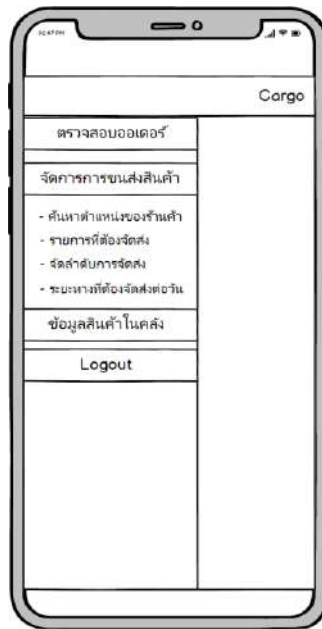 Cargo
ตรวจสอบออเดอร์
จัดการการขนส่งสินค้า
- ค้นหาตำแหน่งของร้านค้า
- รายการที่ต้องจัดส่ง
- จัดลำดับการจัดส่ง
- ระยะทางที่ต้องจัดส่งต่อวัน
ข้อมูลสินค้าในคลัง
Logout